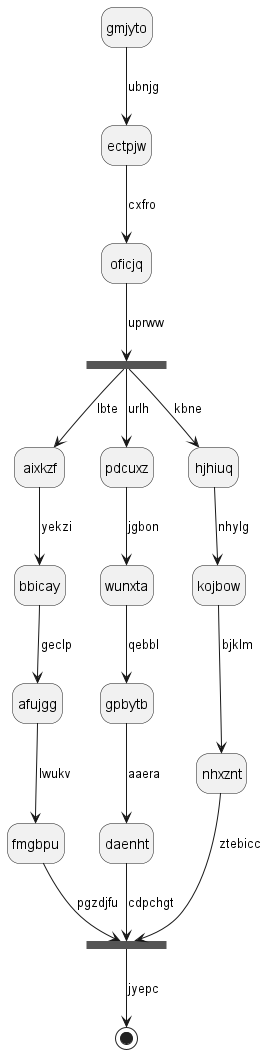 gmjyto
ubnjg
ectpjw
cxfro
oficjq
uprww
lbte
urlh
kbne
aixkzf
pdcuxz
hjhiuq
yekzi
jgbon
nhylg
bbicay
wunxta
kojbow
geclp
qebbl
bjklm
afujgg
gpbytb
lwukv
aaera
nhxznt
fmgbpu
daenht
ztebicc
pgzdjfu
cdpchgt
jyepc